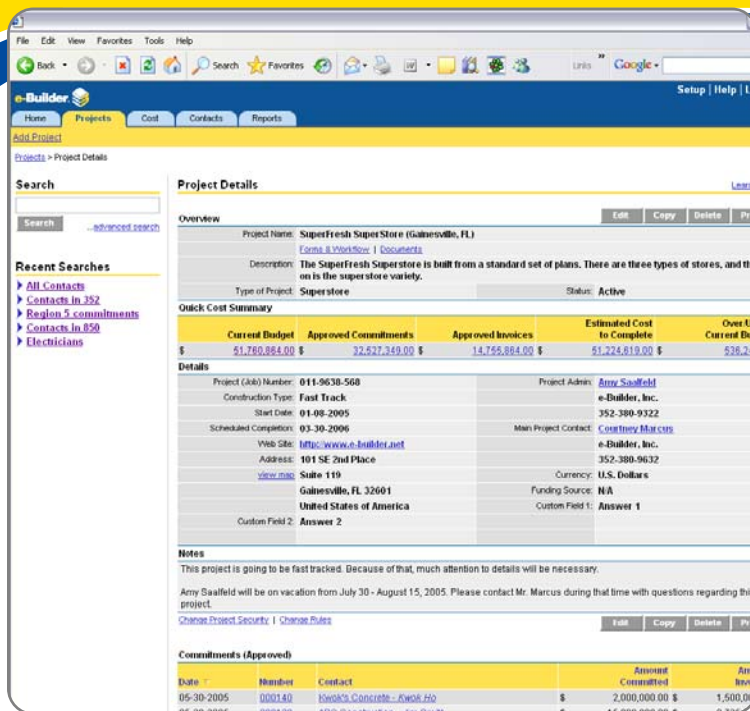 File Edit View Favorites Tools Help
Back Search Favorites Links » Google
Setup | Help | L
e-Builder
Home Projects Cost Contacts Reports
Add Project
Projects > Project Details
Search
Search ...advanced search
Recent Searches
All Contacts
Contacts in 352
Region 5 commitments
Contacts in 850
Electricians
Project Details Lear
Overview Edit Copy Delete Pr
Project Name: SuperFresh SuperStore (Gainesville, FL)
Forms & Workflow | Documents
Description: The SuperFresh Superstore is built from a standard set of plans. There are three types of stores, and th
on is the superstore variety.
Type of Project: Superstore Status: Active
Quick Cost Summary
Current Budget Approved Commitments Approved Invoices Estimated Cost to Complete Over U Current Bu
$ 51,760,864.00 $ 32,527,349.00 $ 14,755,864.00 $ 51,224,619.00 $ 536,2
Details
Project (Job) Number: 011-9638-568 Project Admin: Amy Saalfeld
Construction Type: Fast Track e-Builder, Inc.
Start Date: 01-08-2005 352-380-9322
Scheduled Completion: 03-30-2006 Main Project Contact: Courtney Marcus
Web Site: http:\www.e-builder.net e-Builder, Inc.
Address: 101 SE 2nd Place 352-380-9632
view map Suite 119 Currency: U.S. Dollars
Gainesville, FL 32601 Funding Source: N/A
United States of America Custom Field 1: Answer 1
Custom Field 2: Answer 2
Notes
This project is going to be fast tracked. Because of that, much attention to details will be necessary.
Amy Saalfeld will be on vacation from July 30 - August 15, 2005. Please contact Mr. Marcus during that time with questions regarding thi
project.
Change Project Security | Change Rules Edit Copy Delete Pr
Commitments (Approved)
Date Number Contact Amount Committed Am Inv
05-30-2005 000140 Kwok's Concrete - Kwok Ho $ 2,000,000.00 $ 1,500,0